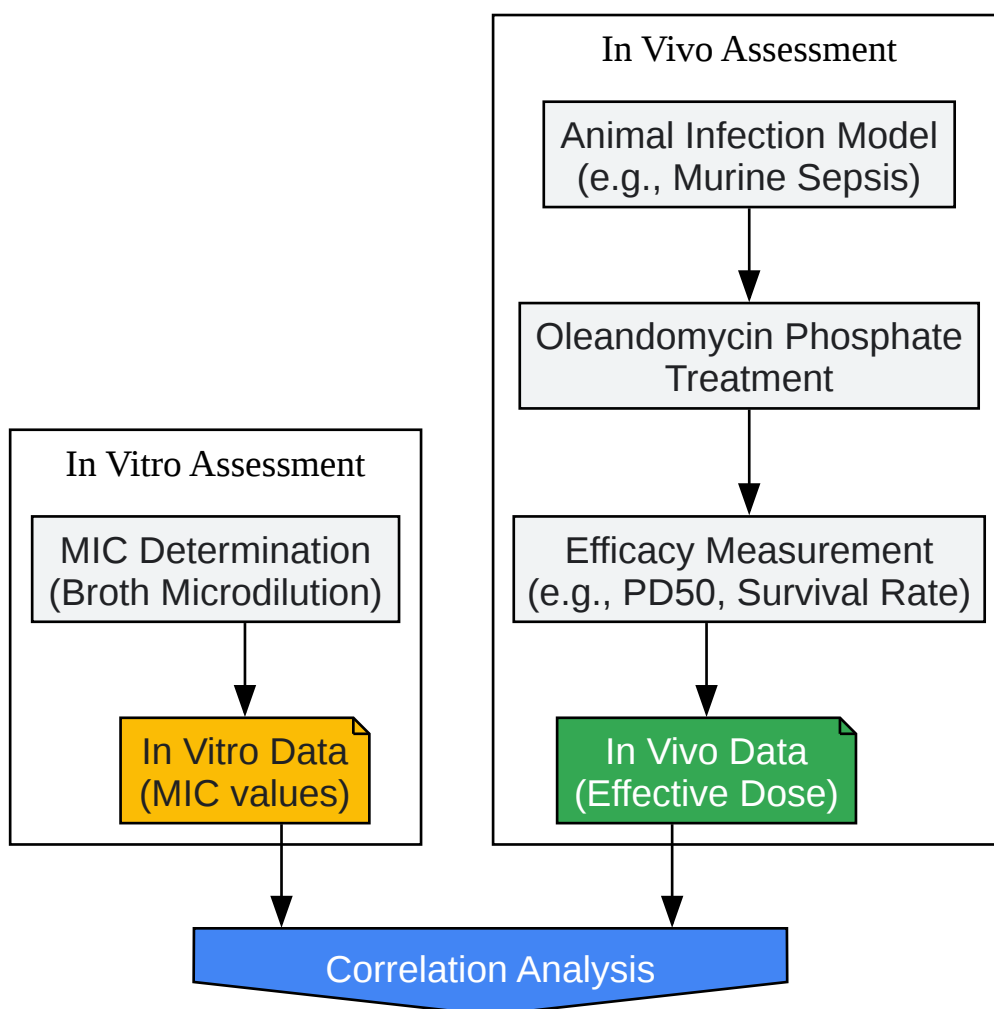 In Vivo Assessment
Animal Infection Model
(e.g., Murine Sepsis)
Oleandomycin Phosphate
Treatment
Efficacy Measurement
(e.g., PD50, Survival Rate)
In Vivo Data
(Effective Dose)
In Vitro Assessment
MIC Determination
(Broth Microdilution)
In Vitro Data
(MIC values)
Correlation Analysis